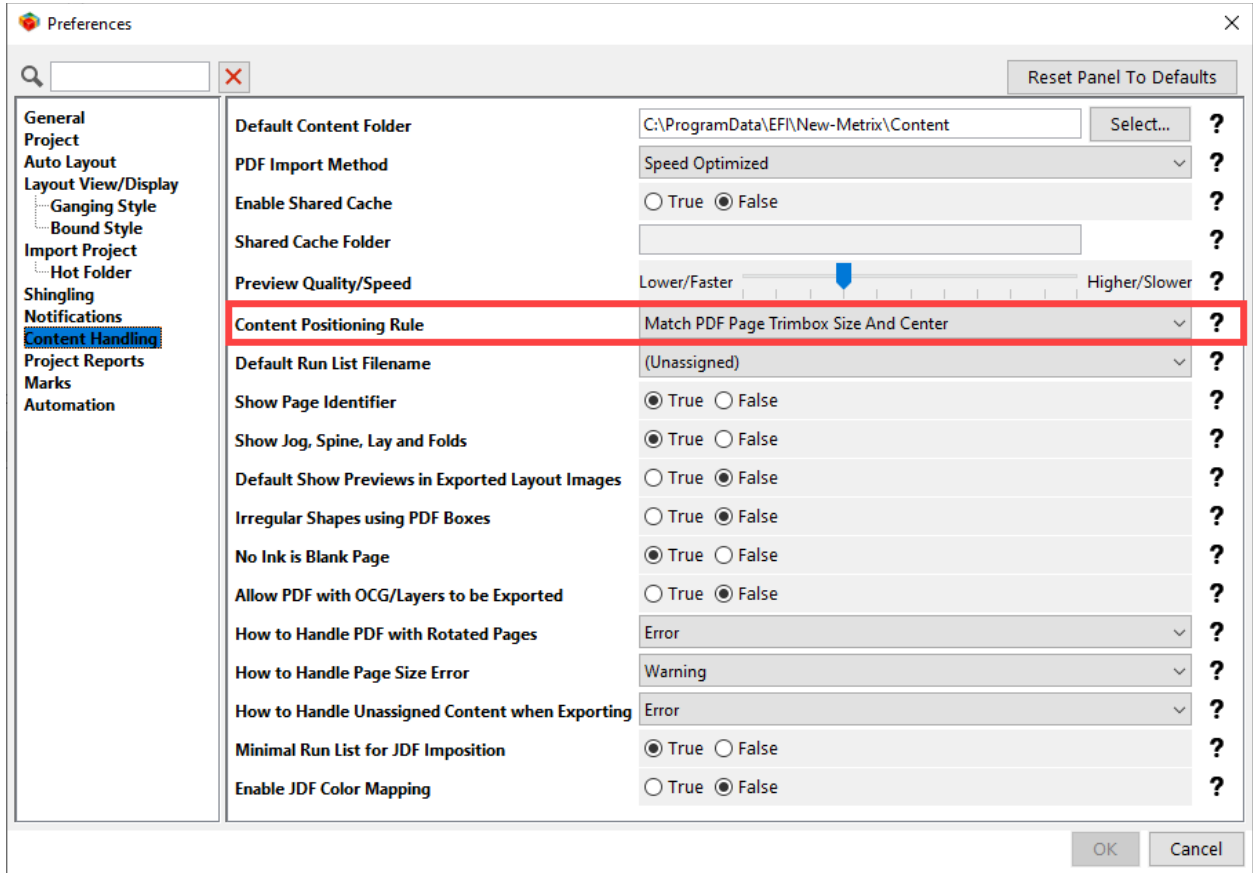 Preferences
Reset Panel To Defaults
General
Project
Auto Layout
Layout View/Display
Ganging Style
Bound Style
Import Project
Hot Folder
Shingling
Notifications
Content Handling
Project Reports
Marks
Automation
Default Content Folder C:\ProgramData\EFI\New-Metrix\Content Select... ?
PDF Import Method Speed Optimized ?
Enable Shared Cache True False ?
Shared Cache Folder ?
Preview Quality/Speed Lower/Faster Higher/Slower ?
Content Positioning Rule Match PDF Page Trimbox Size And Center ?
Default Run List Filename (Unassigned) ?
Show Page Identifier True False ?
Show Jog, Spine, Lay and Folds True False ?
Default Show Previews in Exported Layout Images True False ?
Irregular Shapes using PDF Boxes True False ?
No Ink is Blank Page True False ?
Allow PDF with OCG/Layers to be Exported True False ?
How to Handle PDF with Rotated Pages Error ?
How to Handle Page Size Error Warning ?
How to Handle Unassigned Content when Exporting Error ?
Minimal Run List for JDF Imposition True False ?
Enable JDF Color Mapping True False ?
OK Cancel